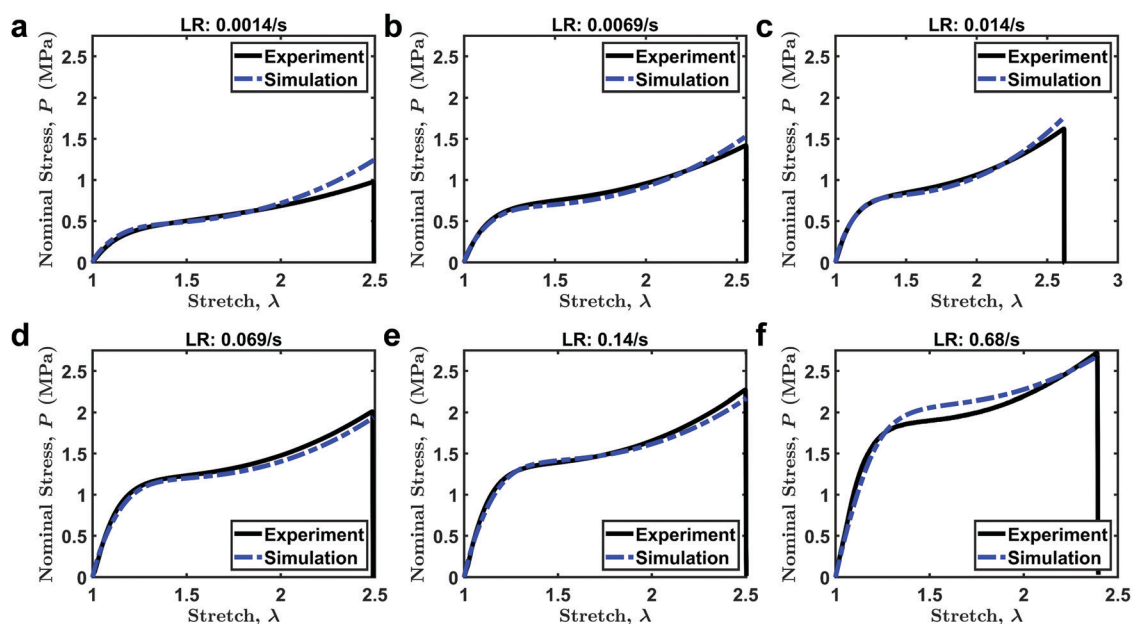 a
LR: 0.0014/s
Nominal Stress, P (MPa)
2.5
2
1.5
1
0.5
0
Experiment
Simulation
1
1.5
2
2.5
Stretch, λ
b
LR: 0.0069/s
Nominal Stress, P (MPa)
2.5
2
1.5
1
0.5
0
Experiment
Simulation
1
1.5
2
2.5
Stretch, λ
c
LR: 0.014/s
Nominal Stress, P (MPa)
2.5
2
1.5
1
0.5
0
Experiment
Simulation
1
1.5
2
2.5
3
Stretch, λ
d
LR: 0.069/s
Nominal Stress, P (MPa)
2.5
2
1.5
1
0.5
0
Experiment
Simulation
1
1.5
2
2.5
Stretch, λ
e
LR: 0.14/s
Nominal Stress, P (MPa)
2.5
2
1.5
1
0.5
0
Experiment
Simulation
1
1.5
2
2.5
Stretch, λ
f
LR: 0.68/s
Nominal Stress, P (MPa)
2.5
2
1.5
1
0.5
0
Experiment
Simulation
1
1.5
2
2.5
Stretch, λ